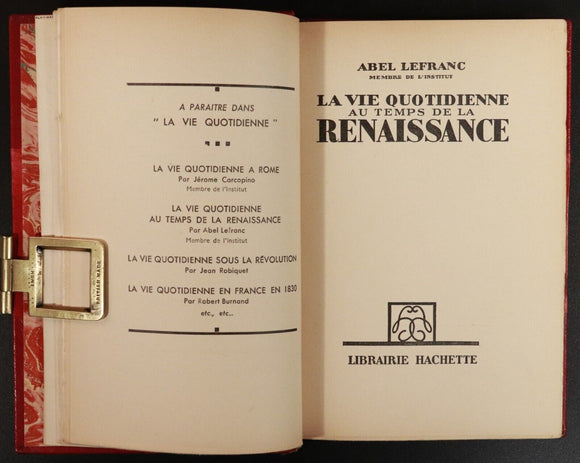 A PARAITRE DANS
" LA VIE QUOTIDIENNE "
LA VIE QUOTIDIENNE A ROME
Par Jérome Carcopino
Membre de l'Institut
LA VIE QUOTIDIENNE
AU TEMPS DE LA RENAISSANCE
Par Abel Lefranc
Membre de l'Institut
LA VIE QUOTIDIENNE SOUS LA RÉVOLUTION
Par Jean Robiquet
LA VIE QUOTIDIENNE EN FRANCE EN 1830
Par Robert Burnand
etc., etc..
ABEL LEFRANC
MEMBRE DE L'INSTITUT
LA VIE QUOTIDIENNE
AU TEMPS DE LA
RENAISSANCE
LIBRAIRIE HACHETTE
BRITISH MADE